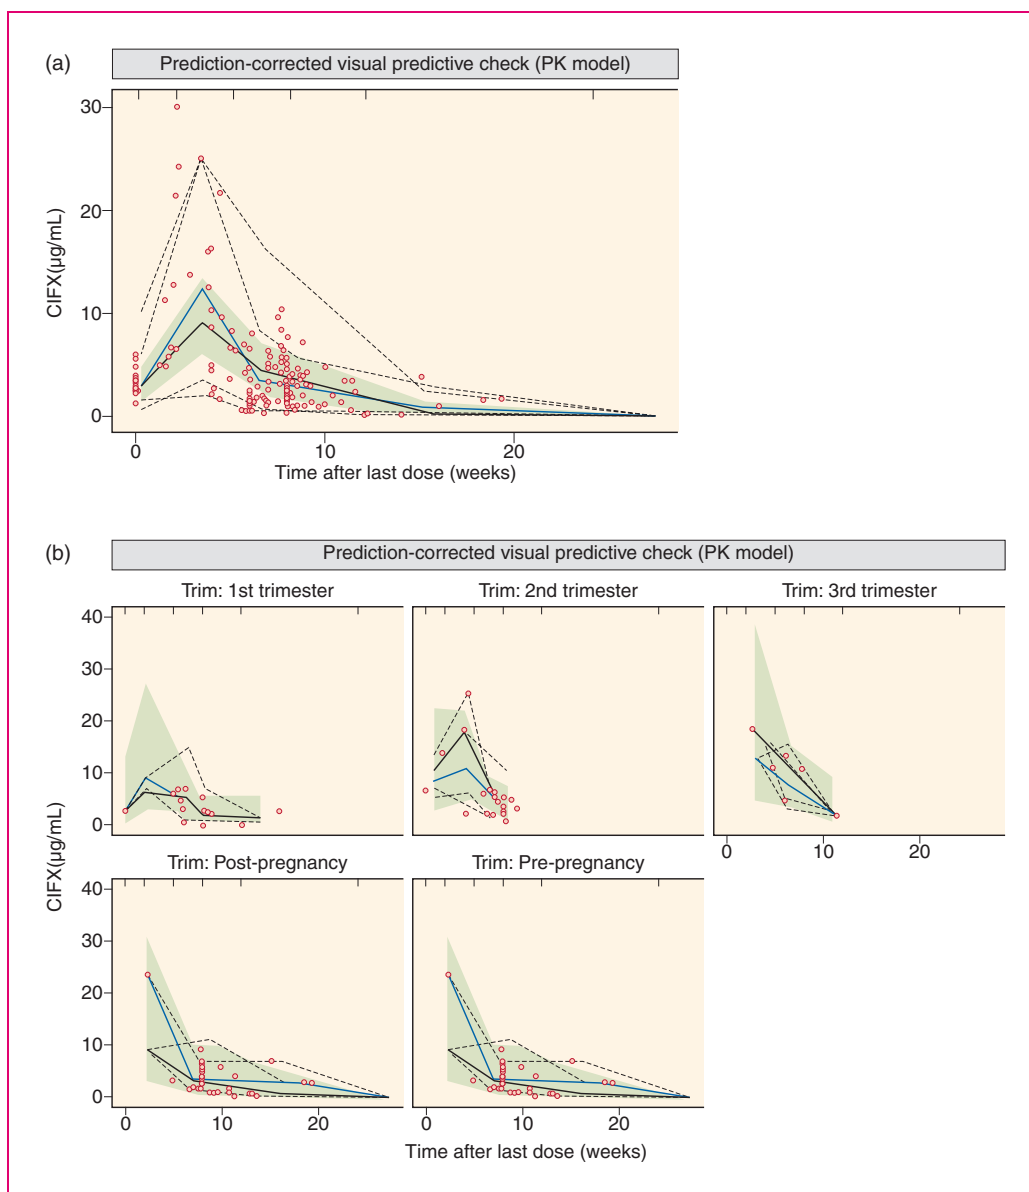 (a)
Prediction-corrected visual predictive check (PK model)
30
20
10
0
CIFX(µg/mL)
0 10 20
Time after last dose (weeks)
(b)
Prediction-corrected visual predictive check (PK model)
Trim: 1st trimester Trim: 2nd trimester Trim: 3rd trimester
40
30
20
10
0
0 10 20
CIFX(µg/mL)
Trim: Post-pregnancy Trim: Pre-pregnancy
40
30
20
10
0
0 20 0 10 20
Time after last dose (weeks)